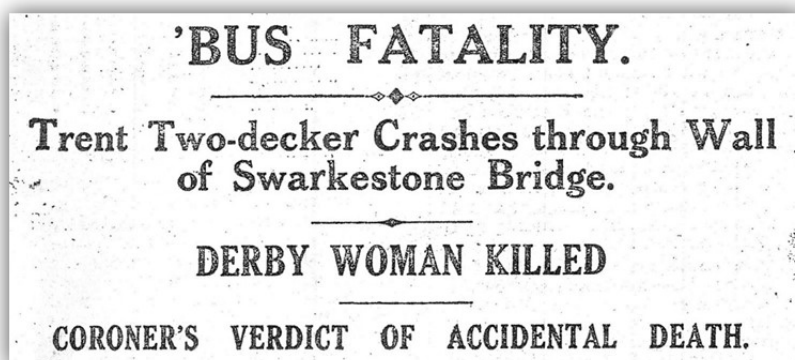 'BUS FATALITY.
Trent Two-decker Crashes through Wall
of Swarkestone Bridge.
DERBY WOMAN KILLED
CORONER'S VERDICT OF ACCIDENTAL DEATH.